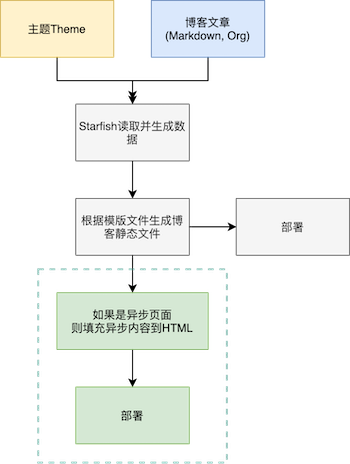 主题Theme
博客文章
(Markdown, Org)
Starfish读取并生成数
据
根据模版文件生成博
客静态文件
部署
如果是异步页面
则填充异步内容到HTML
部署